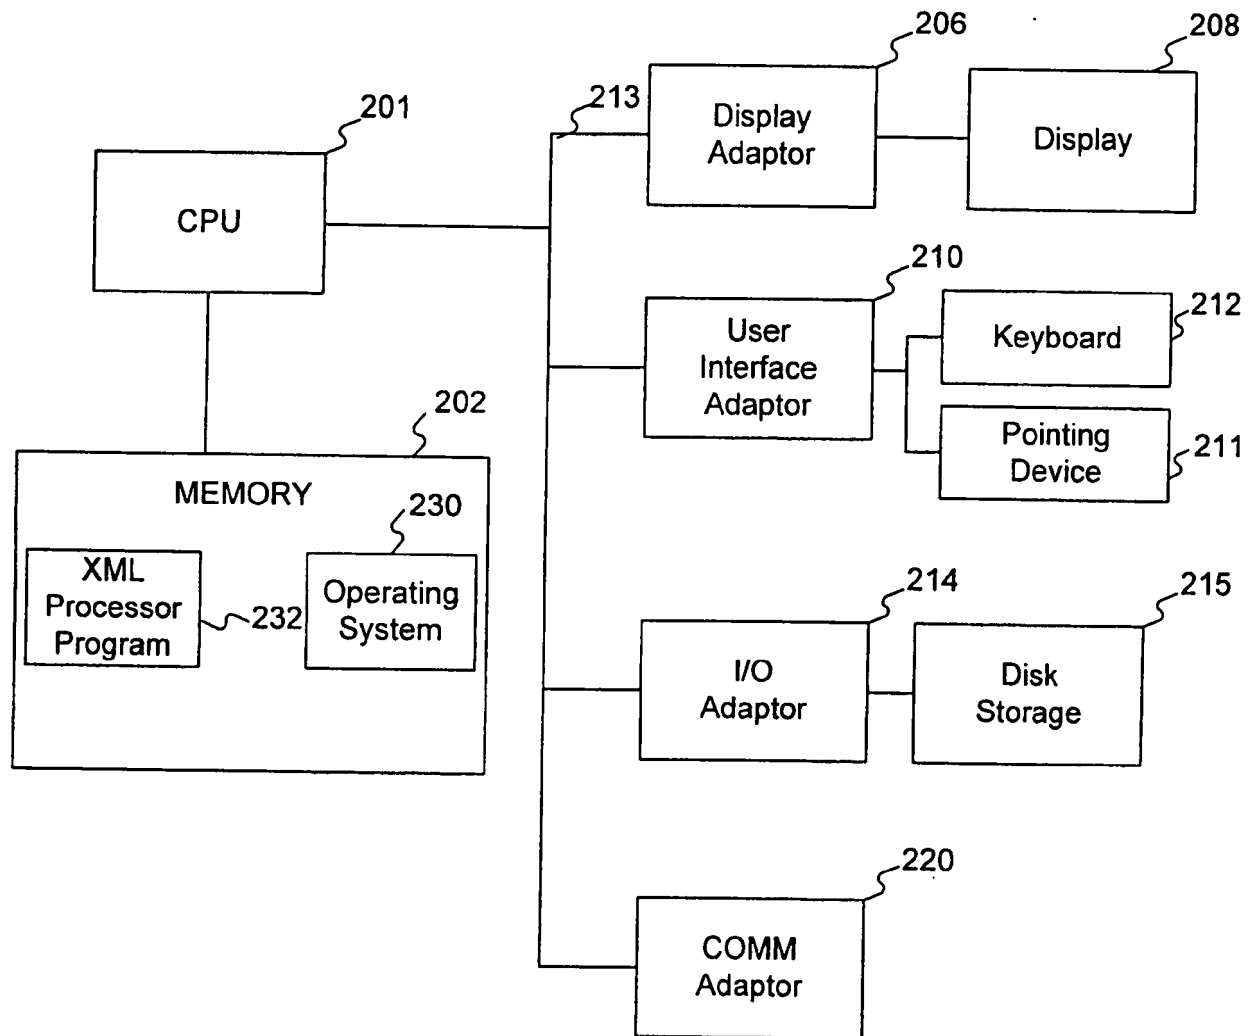 206
208
213
Display
Adaptor
Display
201
CPU
210
User
Interface
Adaptor
212
Keyboard
Pointing
Device
211
202
MEMORY
230
XML
Processor
Program
232
Operating
System
214
215
I/O
Adaptor
Disk
Storage
220
COMM
Adaptor